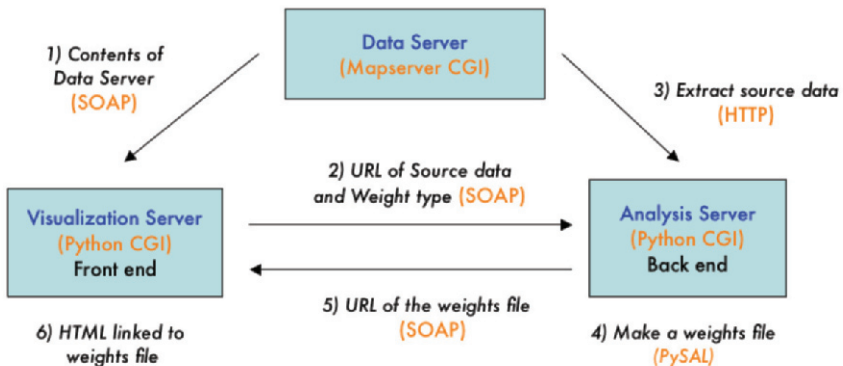 1) Contents of
Data Server
(SOAP)
Data Server
(Mapserver CGI)
3) Extract source data
(HTTP)
2) URL of Source data
and Weight type (SOAP)
Visualization Server
(Python CGI)
Front end
Analysis Server
(Python CGI)
Back end
5) URL of the weights file
(SOAP)
6) HTML linked to
weights file
4) Make a weights file
(PySAL)